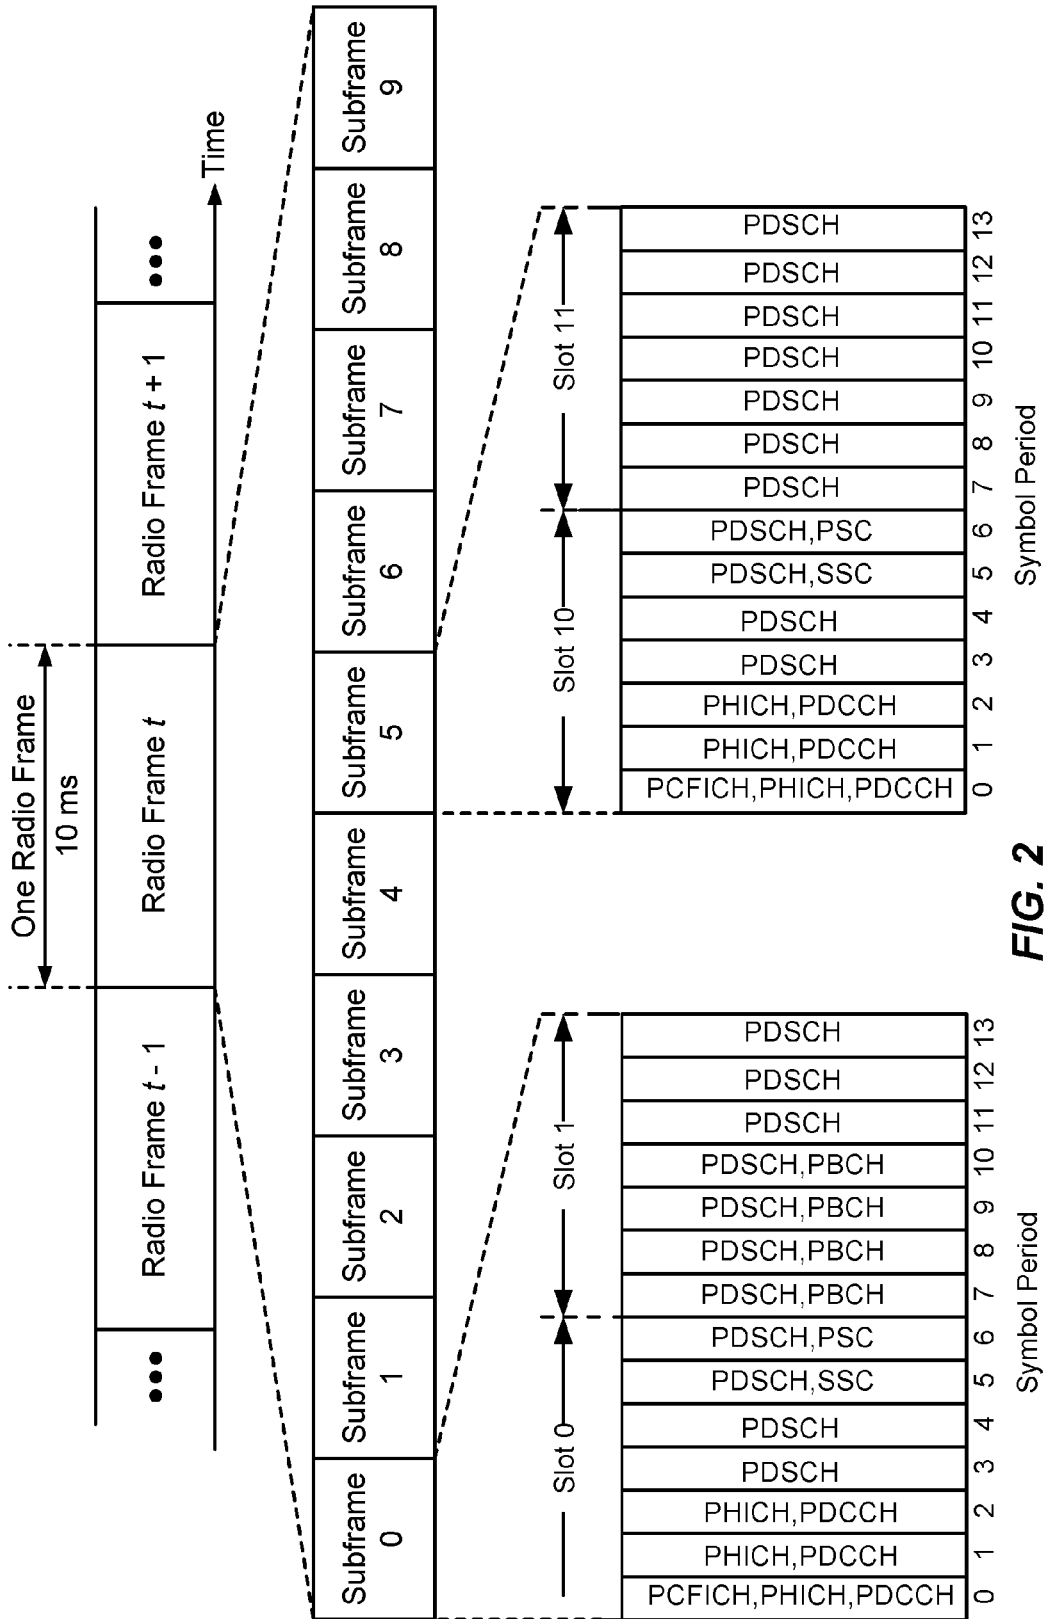 One Radio Frame
10 ms
Radio Frame t - 1
Radio Frame t
Radio Frame t + 1
Time
Subframe
0
Subframe
1
Subframe
2
Subframe
3
Subframe
4
Subframe
5
Subframe
6
Subframe
7
Subframe
8
Subframe
9
Slot 0
Slot 1
PCFICH,PHICH,PDCCH
PHICH,PDCCH
PHICH,PDCCH
PDSCH
PDSCH
PDSCH,SSC
PDSCH,PSC
PDSCH,PBCH
PDSCH,PBCH
PDSCH,PBCH
PDSCH,PBCH
PDSCH
PDSCH
PDSCH
0 1 2 3 4 5 6 7 8 9 10 11 12 13
Symbol Period
Slot 10
Slot 11
PCFICH,PHICH,PDCCH
PHICH,PDCCH
PHICH,PDCCH
PDSCH
PDSCH
PDSCH,SSC
PDSCH,PSC
PDSCH
PDSCH
PDSCH
PDSCH
PDSCH
PDSCH
PDSCH
0 1 2 3 4 5 6 7 8 9 10 11 12 13
Symbol Period
FIG. 2